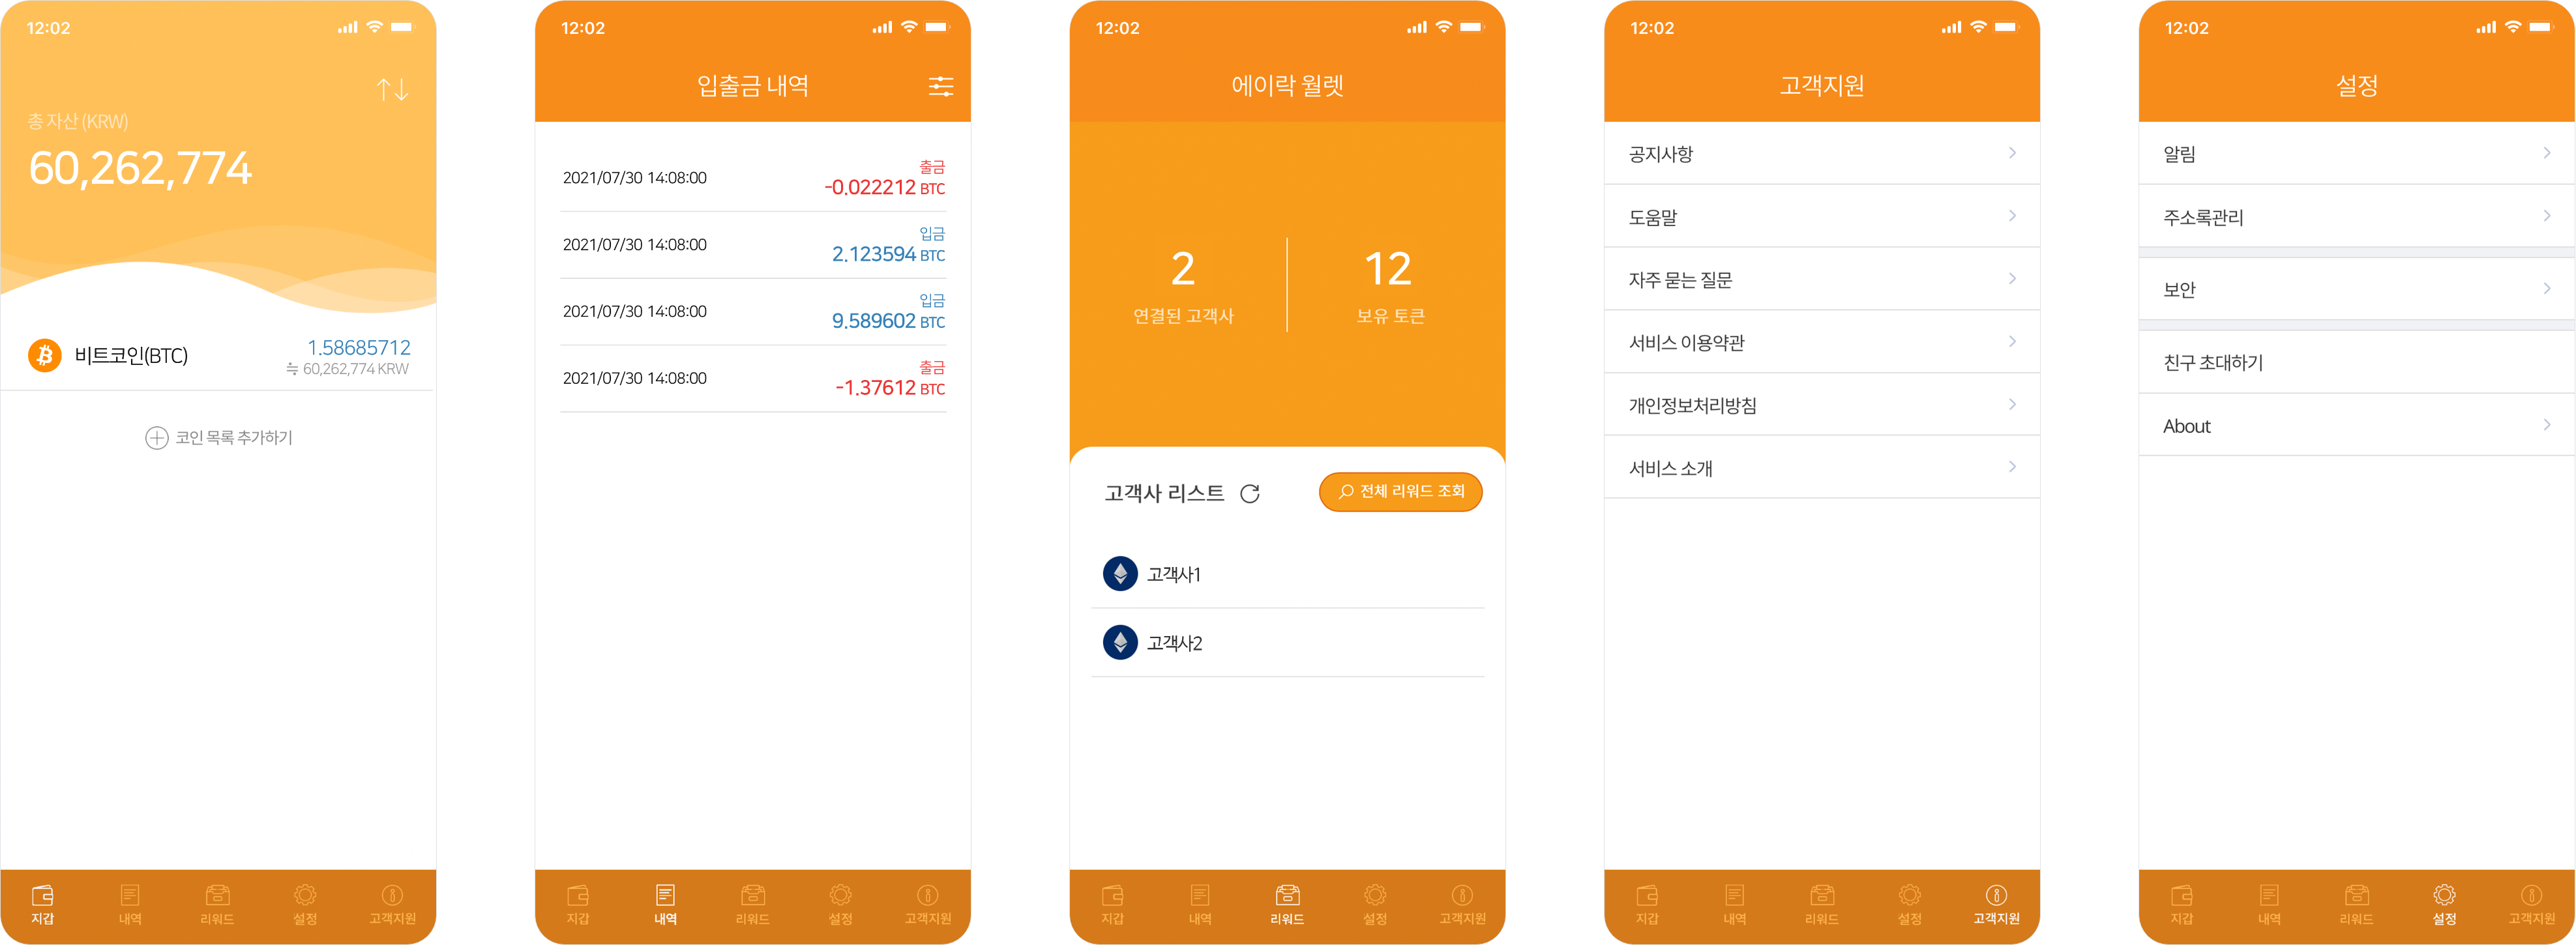 12:02
총 자산 (KRW)
60,262,774
비트코인(BTC)
1.58685712
≒ 60,262,774 KRW
코인 목록 추가하기
지갑
내역
리워드
설정
고객지원
12:02
입출금 내역
출금
2021/07/30 14:08:00
-0.022212 BTC
입금
2021/07/30 14:08:00
2.123594 BTC
입금
2021/07/30 14:08:00
9.589602 BTC
출금
2021/07/30 14:08:00
-1.37612 BTC
지갑
내역
리워드
설정
고객지원
12:02
에이락 월렛
2
연결된 고객사
12
보유 토큰
고객사 리스트
전체 리워드 조회
고객사1
고객사2
지갑
내역
리워드
설정
고객지원
12:02
고객지원
공지사항
도움말
자주 묻는 질문
서비스 이용약관
개인정보처리방침
서비스 소개
지갑
내역
리워드
설정
고객지원
12:02
설정
알림
주소록관리
보안
친구 초대하기
About
지갑
내역
리워드
설정
고객지원